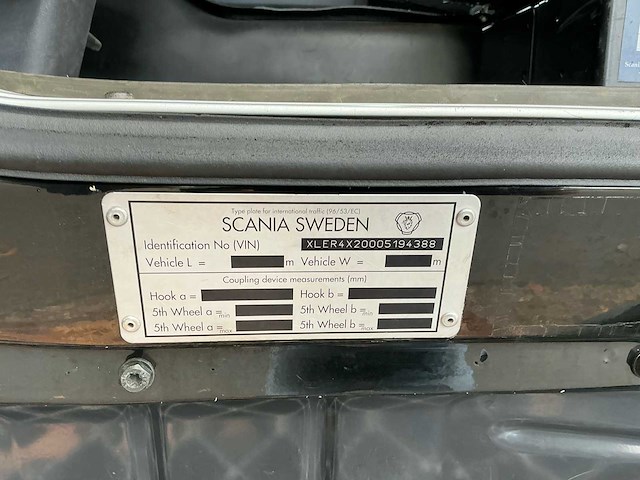 Type plate for international traffic (96/53/EC)
SCANIA SWEDEN
Identification No (VIN) XLER4X20005194388
Vehicle L = m Vehicle W = m
Coupling device measurements (mm)
Hook a = Hook b =
5th Wheel a min = 5th Wheel b min =
5th Wheel a max = 5th Wheel b max =